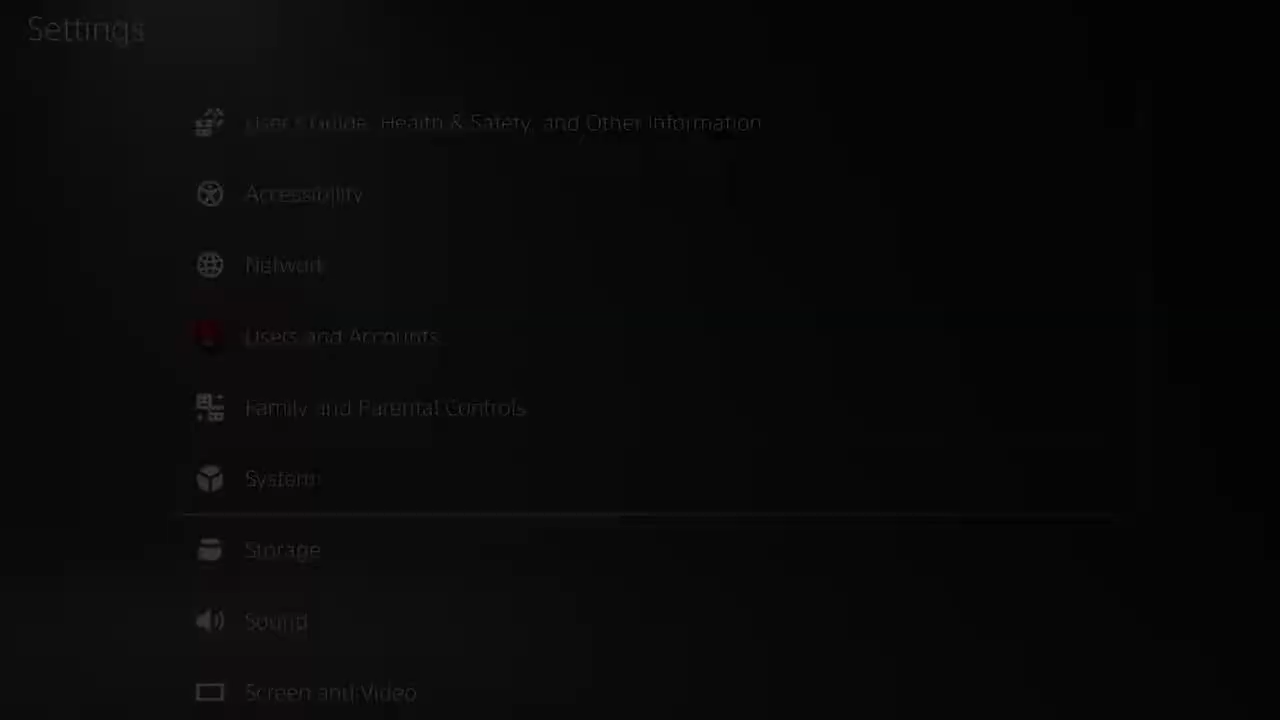 Settings
User's Guide, Health & Safety, and Other Information
Accessibility
Network
Users and Accounts
Family and Parental Controls
System
Storage
Sound
Screen and Video